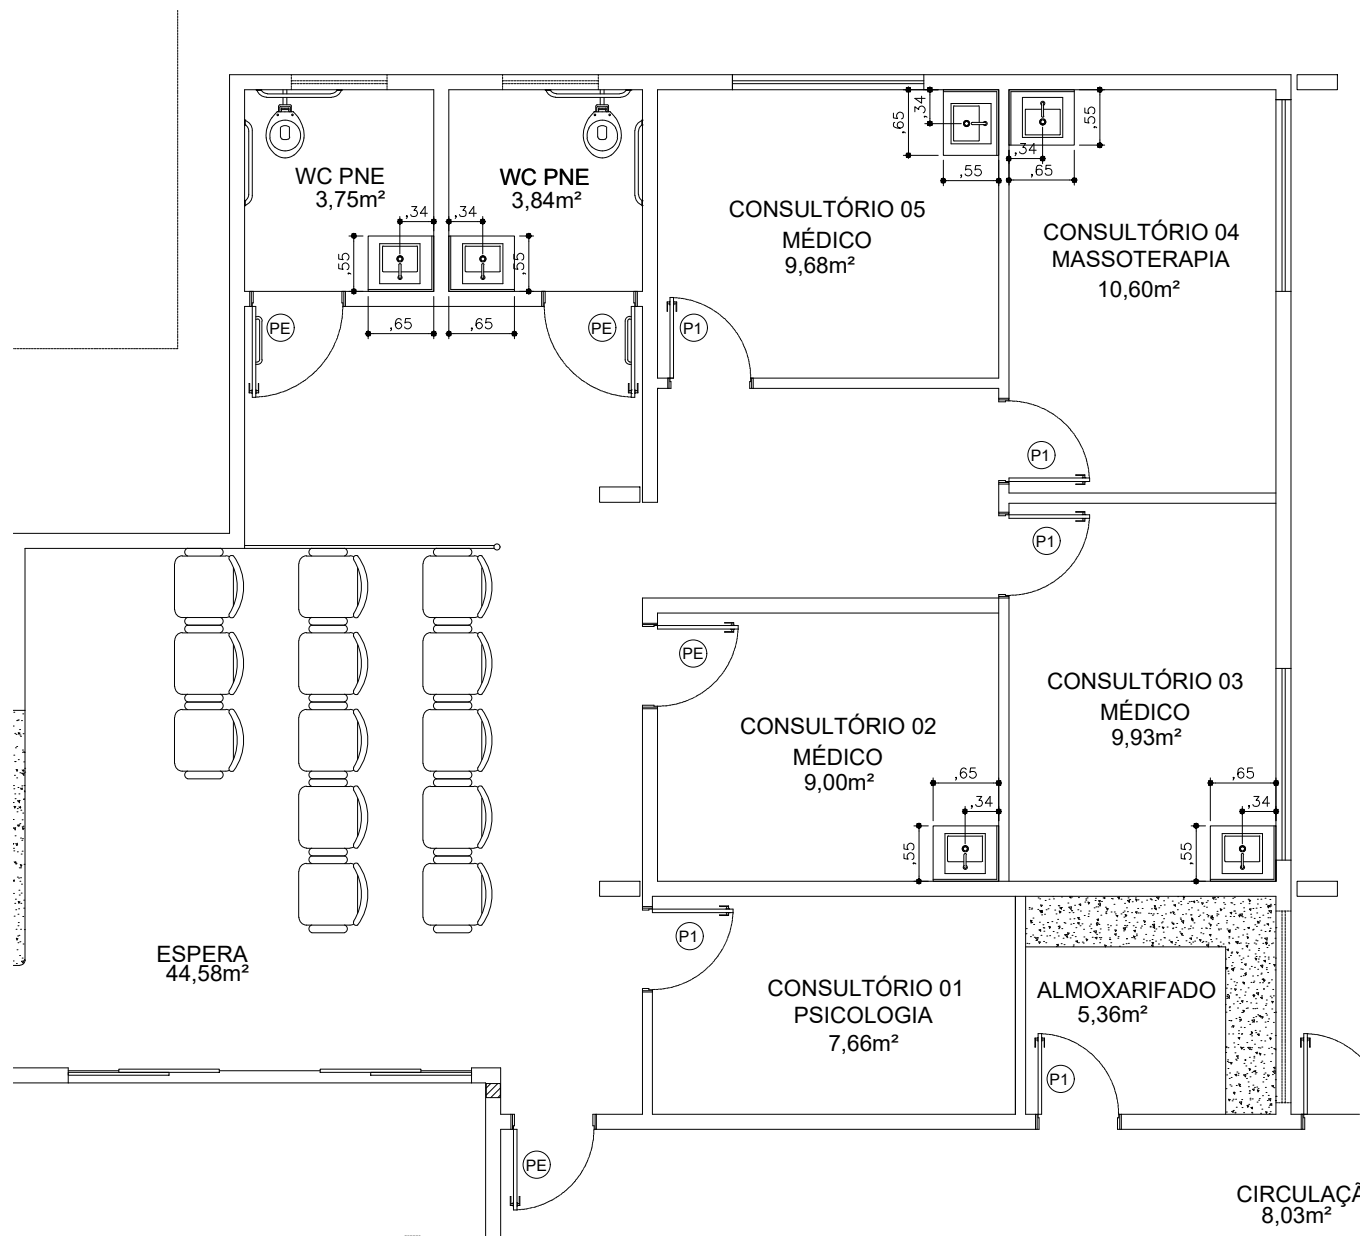 WC PNE
3,75m²
WC PNE
3,84m²
,34
,34
,55
,55
,65
,65
PE
PE
CONSULTÓRIO 05
MÉDICO
9,68m²
,65
,34
,55
,55
,34
,65
CONSULTÓRIO 04
MASSOTERAPIA
10,60m²
P1
P1
P1
PE
CONSULTÓRIO 02
MÉDICO
9,00m²
,65
,34
,55
CONSULTÓRIO 03
MÉDICO
9,93m²
,65
,34
,55
ESPERA
44,58m²
P1
CONSULTÓRIO 01
PSICOLOGIA
7,66m²
ALMOXARIFADO
5,36m²
P1
PE
CIRCULAÇÃ
8,03m²